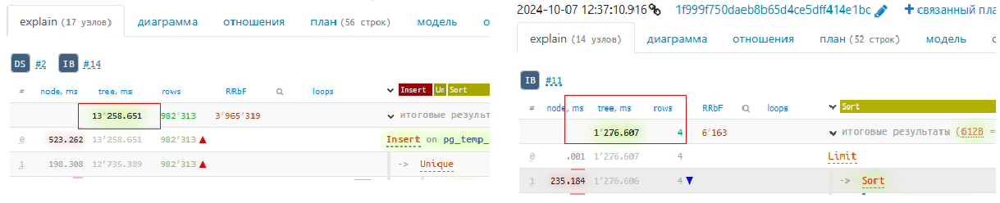 explain (17 узлов) диаграмма отношения план (56 строк) модель
DS #2 IB #14
# node, ms tree, ms rows RRbF loops Insert Un Sort
13'258.651 982'313 3'965'319 итоговые результаты
0 523.262 13'258.651 982'313 Insert on pg_temp_
1 198.308 12'735.389 982'313 -> Unique
2024-10-07 12:37:10.916 1f999f750daeb8b65d4ce5dff414e1bc + связанный пла
explain (14 узлов) диаграмма отношения план (52 строк) модель
IB #11
# node, ms tree, ms rows RRbF loops Sort
1'276.607 4 6'163 итоговые результаты (612B =
0 .001 1'276.607 4 Limit
1 235.184 1'276.606 4 -> Sort